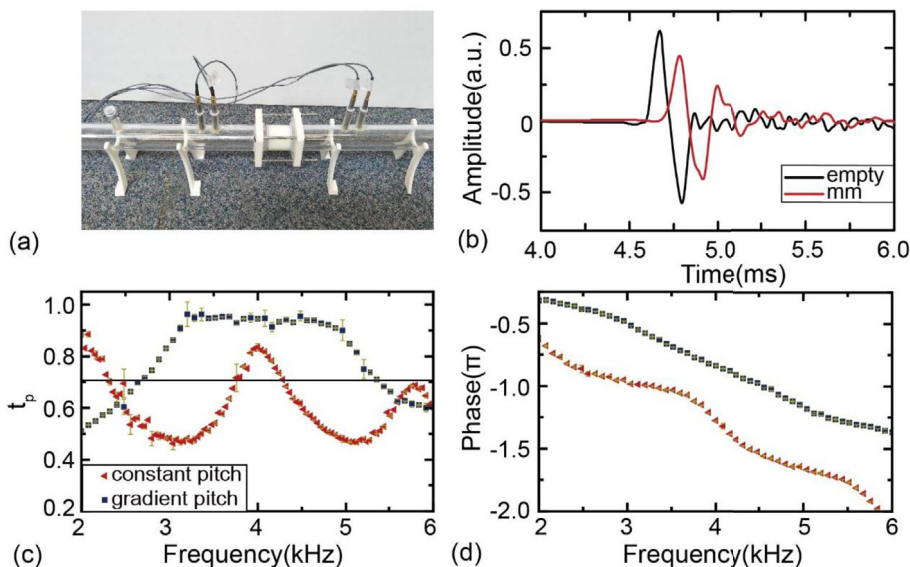 (a)
Amplitude(a.u.)
0.5
0
-0.5
empty
mm
4.0 4.5 5.0 5.5 6.0
Time(ms)
(b)
t_p
1.0
0.8
0.6
0.4
0.2
constant pitch
gradient pitch
2 3 4 5 6
Frequency(kHz)
(c)
Phase(π)
-0.5
-1.0
-1.5
-2.0
2 3 4 5 6
Frequency(kHz)
(d)